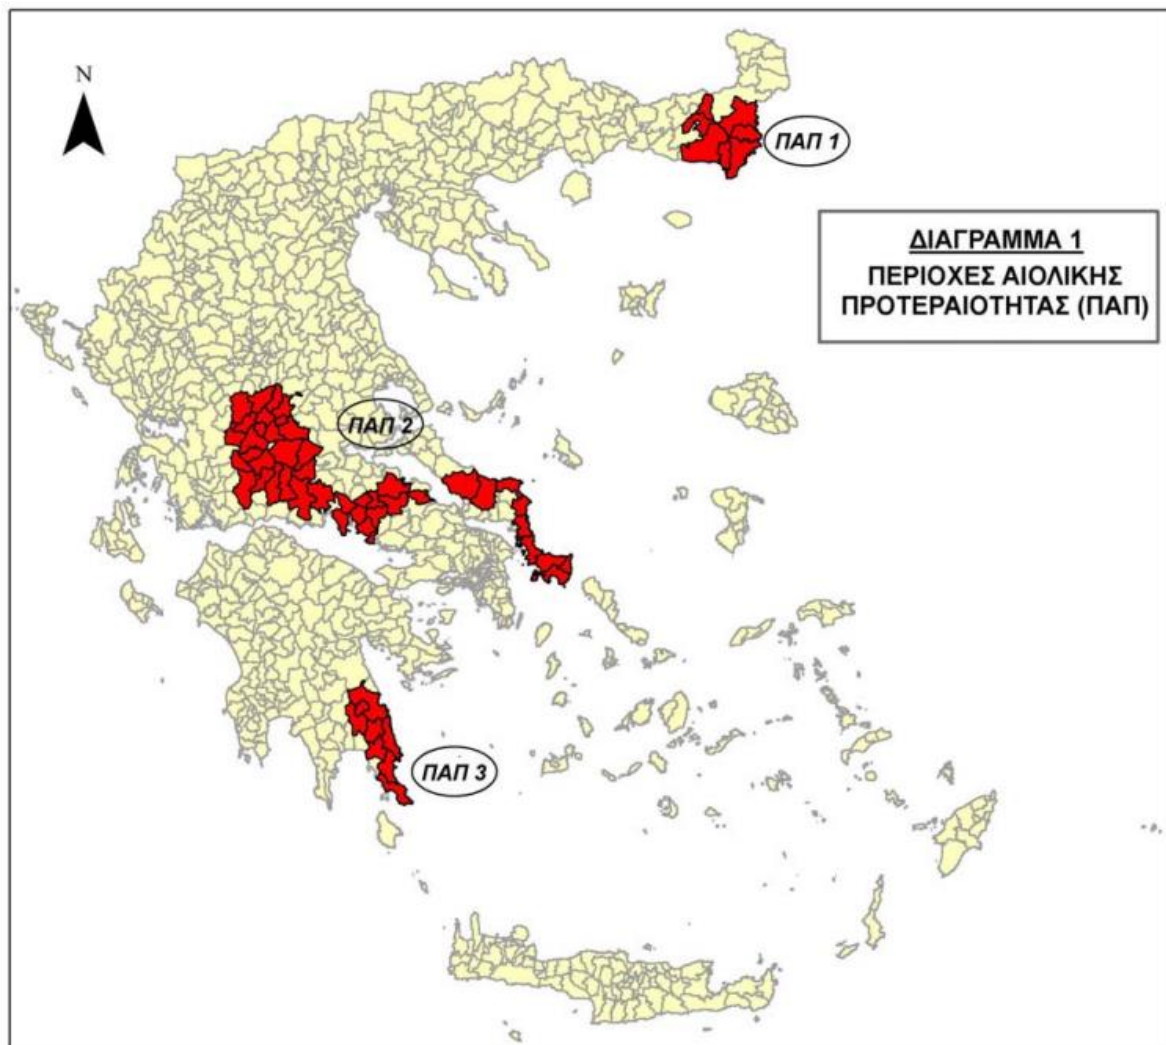 N
ΠΑΠ 1
ΔΙΑΓΡΑΜΜΑ 1
ΠΕΡΙΟΧΕΣ ΑΙΟΛΙΚΗΣ
ΠΡΟΤΕΡΑΙΟΤΗΤΑΣ (ΠΑΠ)
ΠΑΠ 2
ΠΑΠ 3